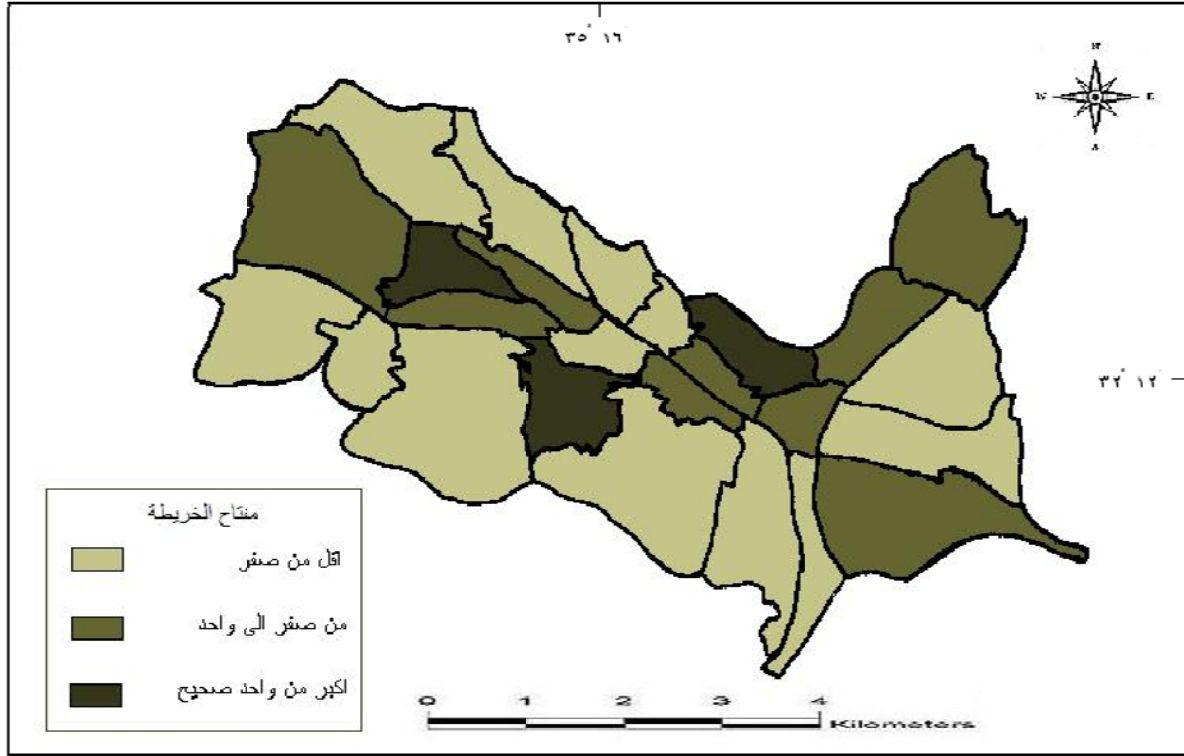 ٣٥° ١٦'
N
W E
٣٢° ١٢'
مفتاح الخريطة
اقل من صفر
من صفر الى واحد
اكبر من واحد صحيح
0 1 2 3 4
Kilometers